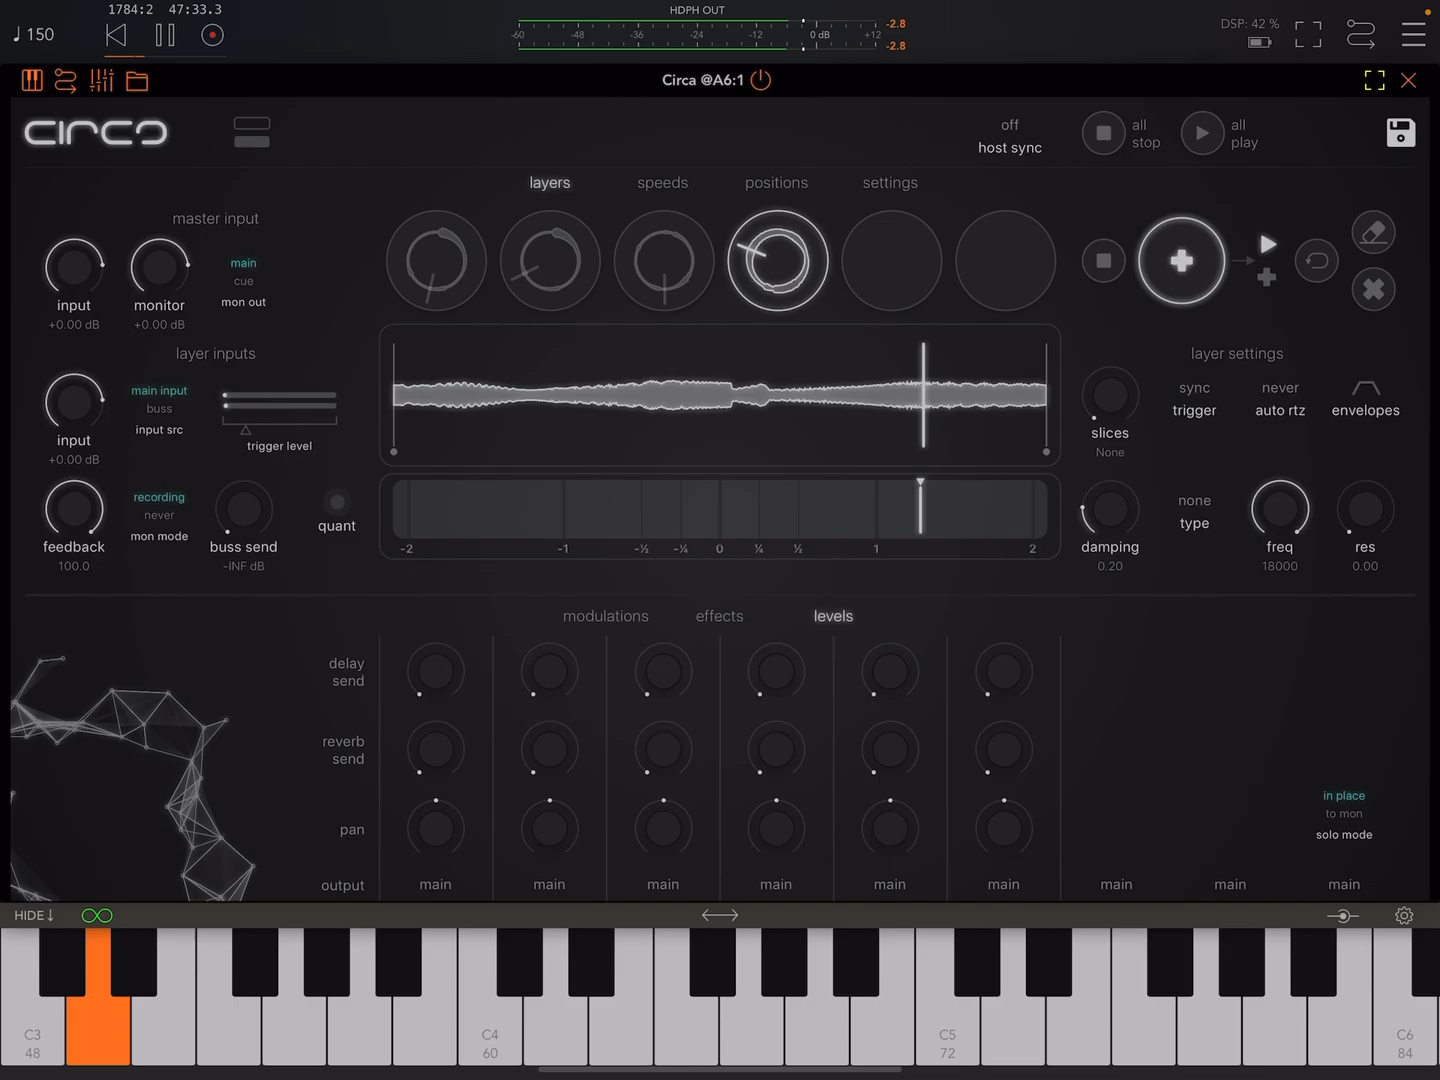 1784:2 47:33.3
♩150
HDPH OUT
-60 -48 -36 -24 -12 0 dB +12
-2.8
-2.8
DSP: 42 %
Circa @A6:1
CIRCA
off
host sync
all
stop
all
play
layers speeds positions settings
master input
input
+0.00 dB
monitor
+0.00 dB
main
cue
mon out
layer inputs
input
+0.00 dB
main input
buss
input src
trigger level
feedback
100.0
recording
never
mon mode
buss send
-INF dB
quant
-2 -1 -½ -¼ 0 ¼ ½ 1 2
layer settings
slices
None
sync
trigger
never
auto rtz
envelopes
damping
0.20
none
type
freq
18000
res
0.00
modulations effects levels
delay
send
reverb
send
pan
output main main main main main main main main main
in place
to mon
solo mode
HIDE↓
C3
48
C4
60
C5
72
C6
84